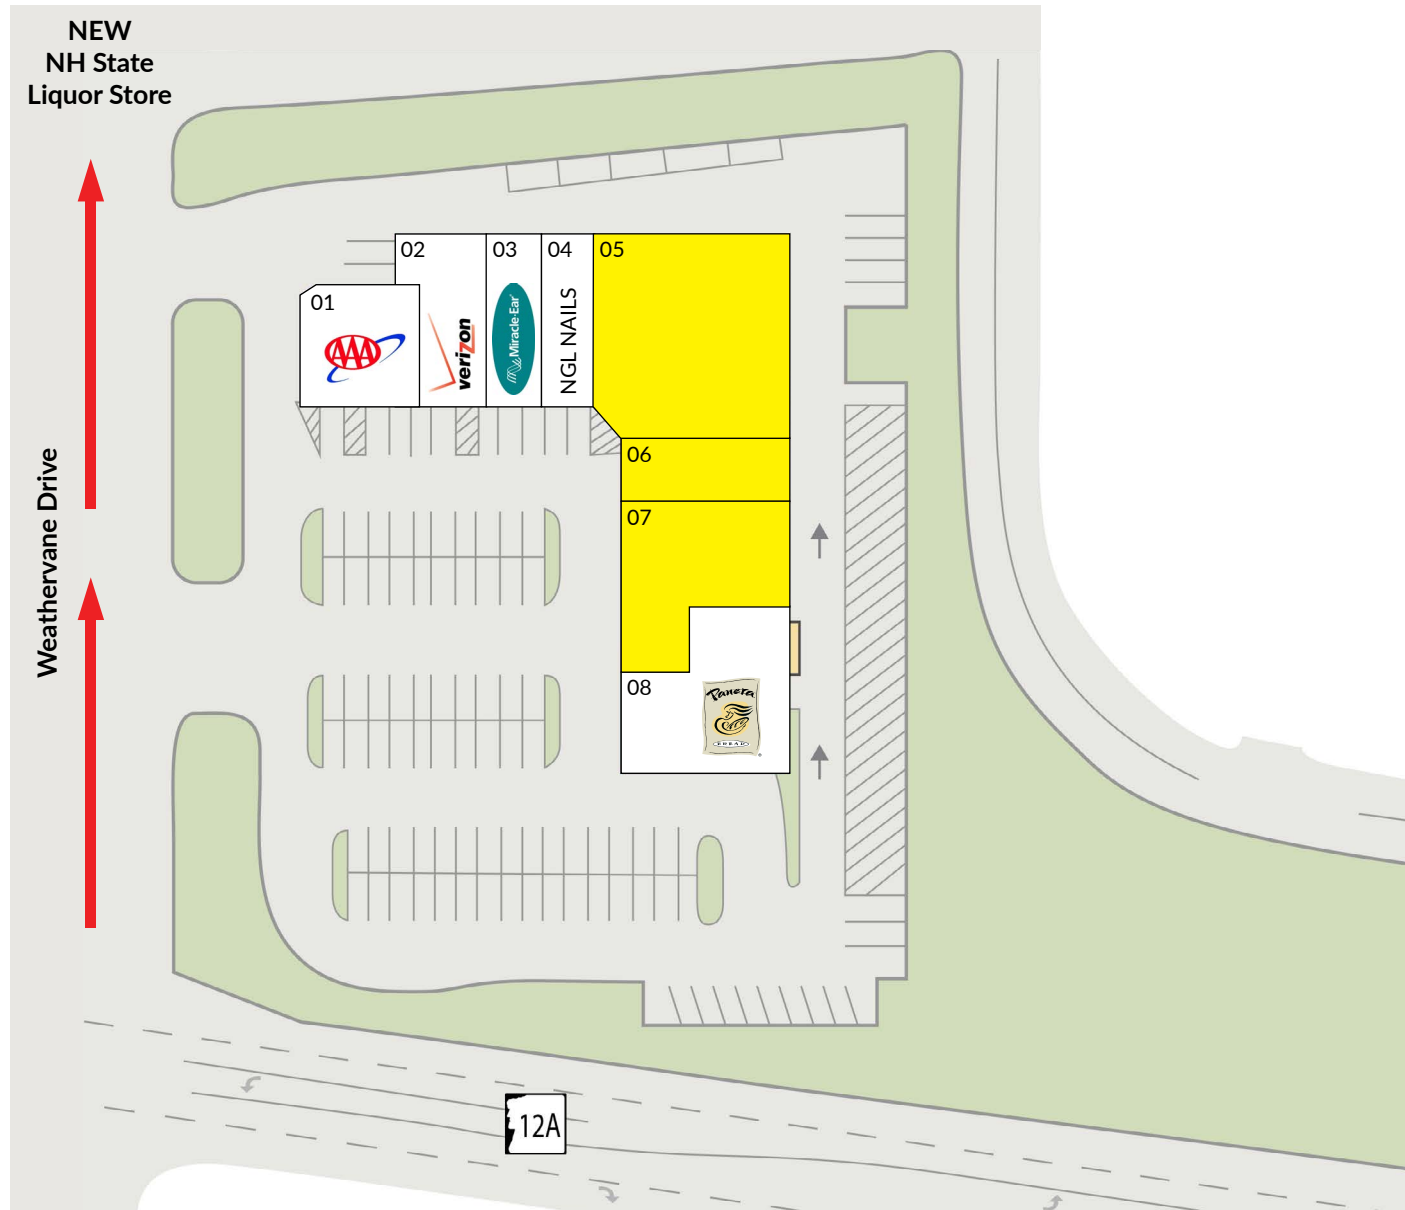 NEW
NH State
Liquor Store
Weathervane Drive
01
AAA
02
verizon
03
Miracle-Ear
04
NGL NAILS
05
06
07
08
Panera
BREAD
12A